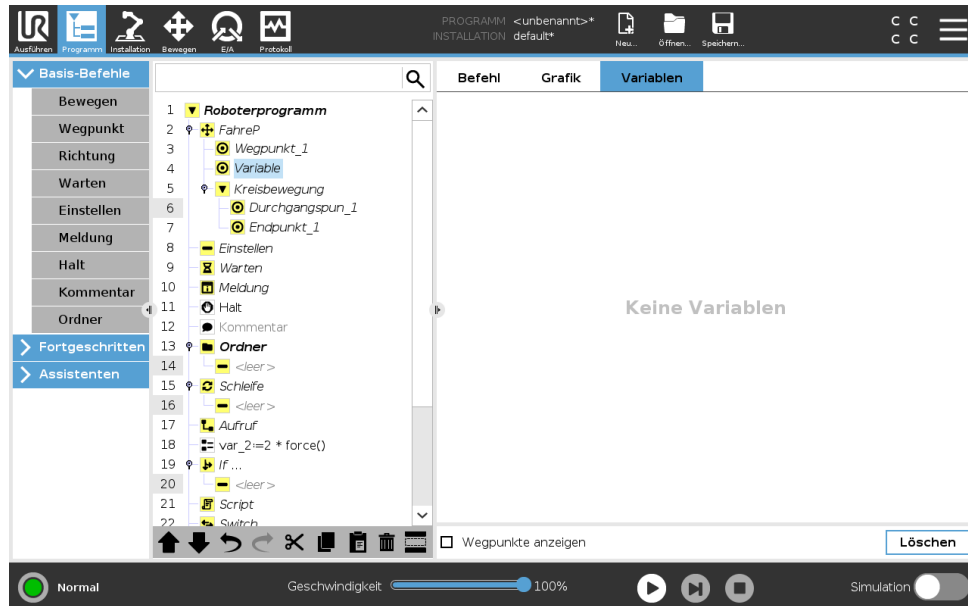 PROGRAMM <unbenannt>*
INSTALLATION default*
Ausführen Programm Installation Bewegen E/A Protokoll Neu... Öffnen... Speichern...
C C
C C
Basis-Befehle
Bewegen
Wegpunkt
Richtung
Warten
Einstellen
Meldung
Halt
Kommentar
Ordner
Fortgeschritten
Assistenten
1 Roboterprogramm
2 FahreP
3 Wegpunkt_1
4 Variable
5 Kreisbewegung
6 Durchgangspun_1
7 Endpunkt_1
8 Einstellen
9 Warten
10 Meldung
11 Halt
12 Kommentar
13 Ordner
14 <leer>
15 Schleife
16 <leer>
17 Aufruf
18 var_2:=2 * force()
19 If ...
20 <leer>
21 Script
22 Switch
Befehl Grafik Variablen
Keine Variablen
Wegpunkte anzeigen
Löschen
Normal
Geschwindigkeit 100%
Simulation